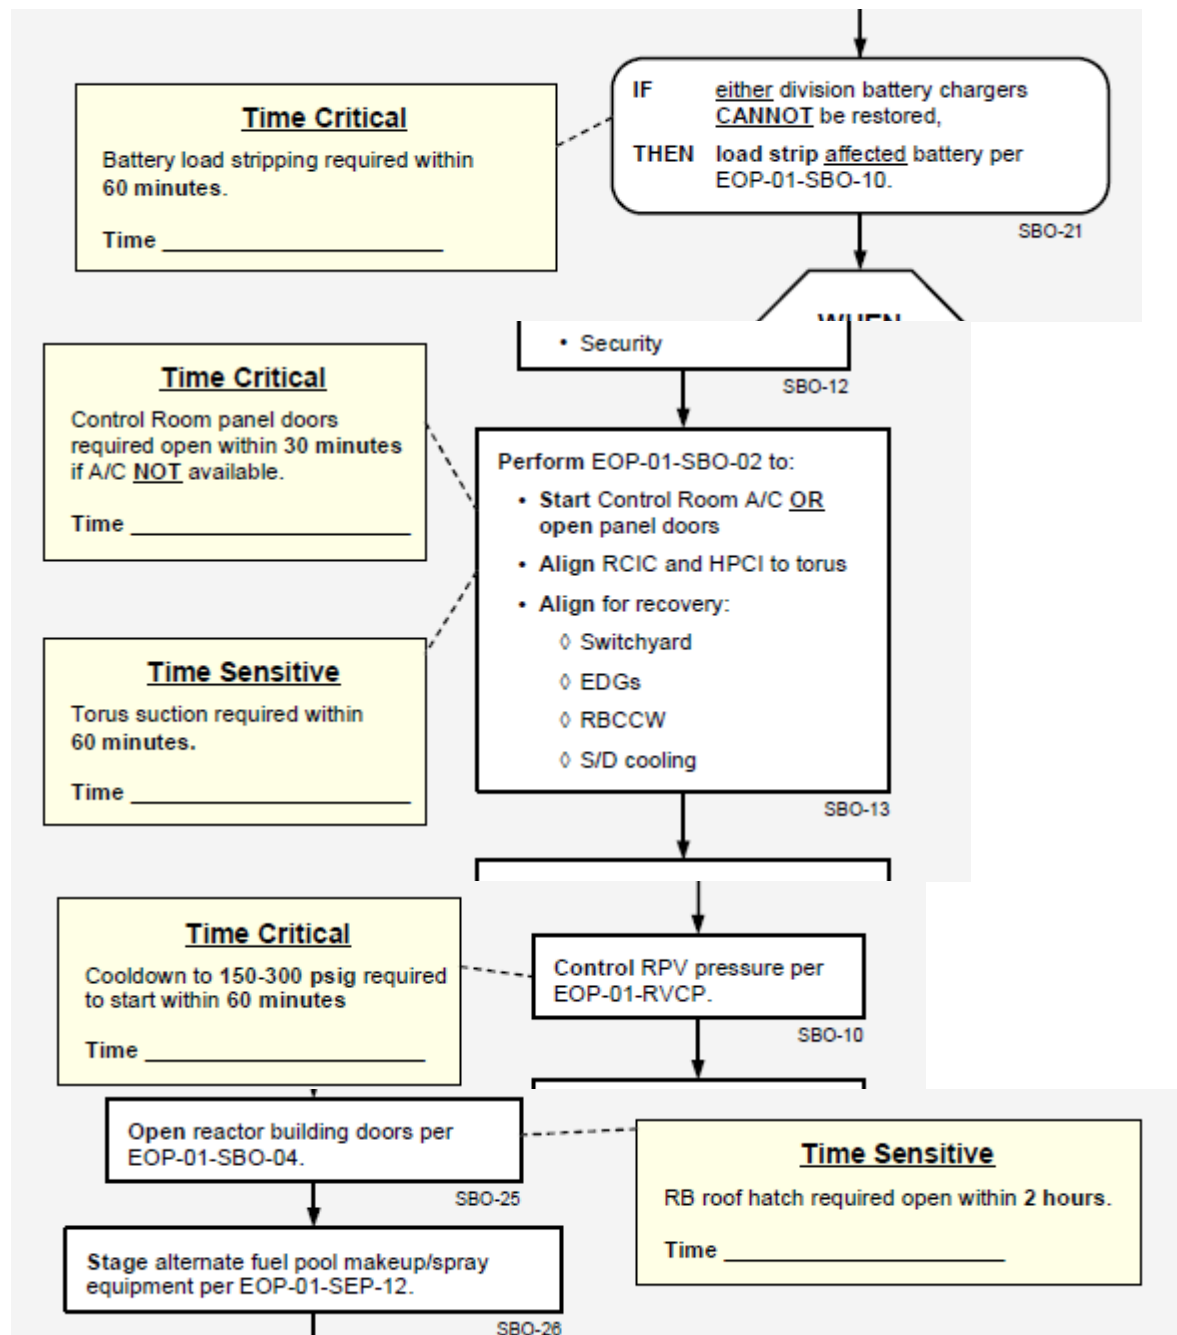 Time Critical
Battery load stripping required within
60 minutes.
Time ____________________
IF either division battery chargers
CANNOT be restored,
THEN load strip affected battery per
EOP-01-SBO-10.
SBO-21
WHEN
• Security
SBO-12
Time Critical
Control Room panel doors
required open within 30 minutes
if A/C NOT available.
Time ____________________
Perform EOP-01-SBO-02 to:
• Start Control Room A/C OR
open panel doors
• Align RCIC and HPCI to torus
• Align for recovery:
◊ Switchyard
◊ EDGs
◊ RBCCW
◊ S/D cooling
SBO-13
Time Sensitive
Torus suction required within
60 minutes.
Time ____________________
Time Critical
Cooldown to 150-300 psig required
to start within 60 minutes
Time ____________________
Control RPV pressure per
EOP-01-RVCP.
SBO-10
Open reactor building doors per
EOP-01-SBO-04.
SBO-25
Time Sensitive
RB roof hatch required open within 2 hours.
Time ____________________
Stage alternate fuel pool makeup/spray
equipment per EOP-01-SEP-12.
SBO-26